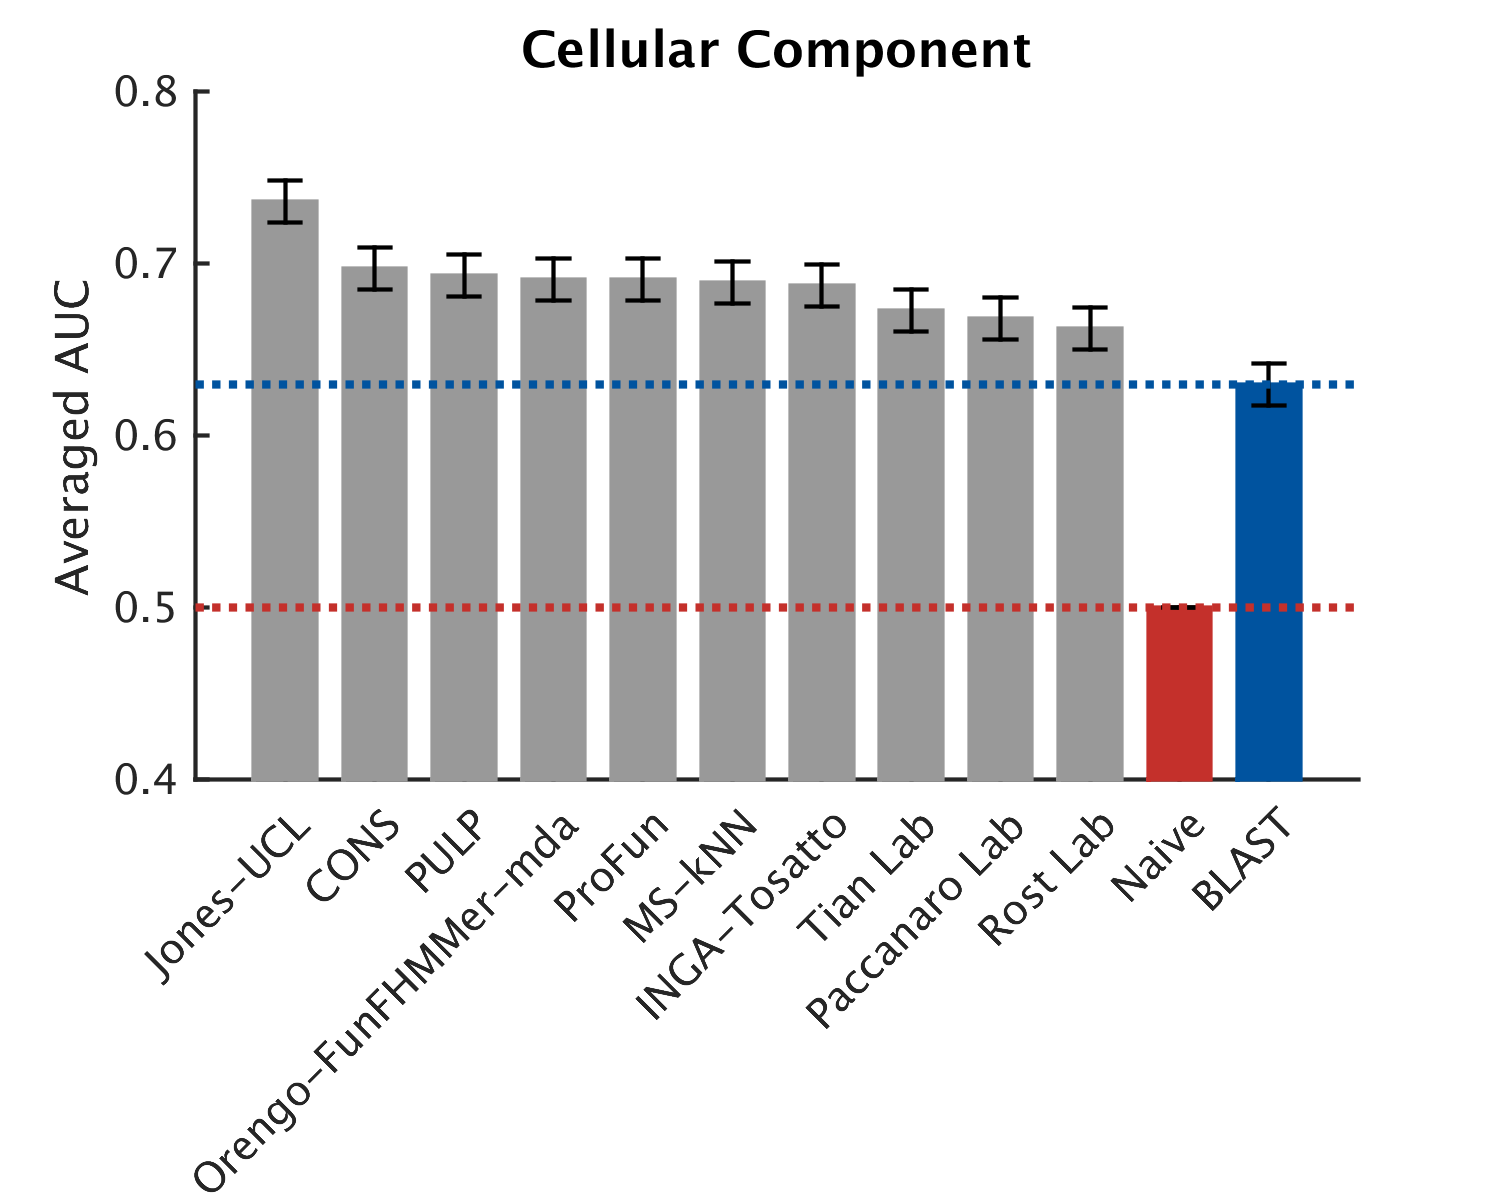 Cellular Component
Averaged AUC
0.8
0.7
0.6
0.5
0.4
Jones–UCL
CONS
PULP
Orengo–FunFHMMer–mda
ProFun
MS–kNN
INGA–Tosatto
Tian Lab
Paccanaro Lab
Rost Lab
Naive
BLAST